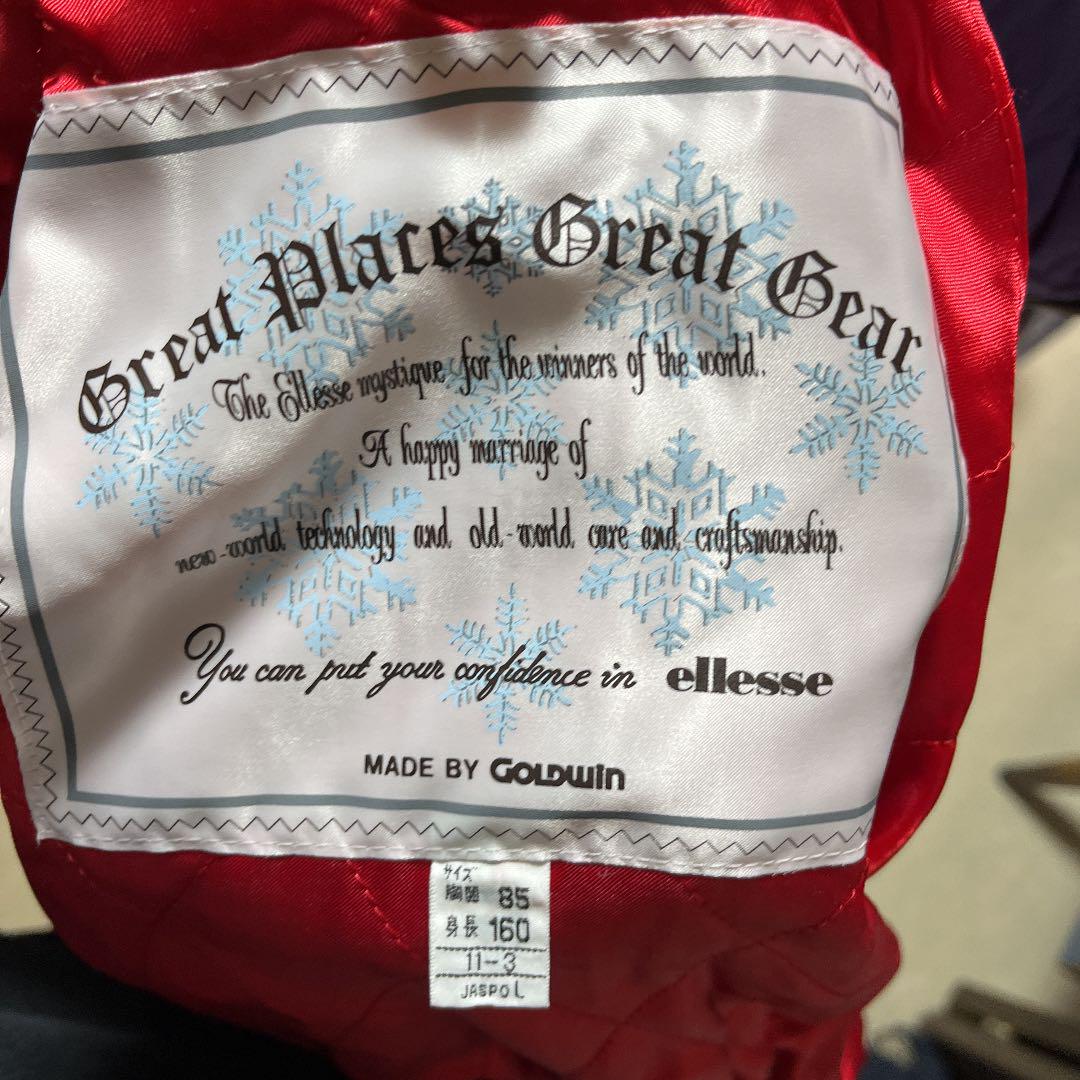 Great Places Great Gear
The Ellesse mystique for the winners of the world.
A happy marriage of
new-world technology and old-world care and craftsmanship.
You can put your confidence in ellesse
MADE BY GOLDWIN
サイズ
胸囲 85
身長 160
11-3
JASPO L